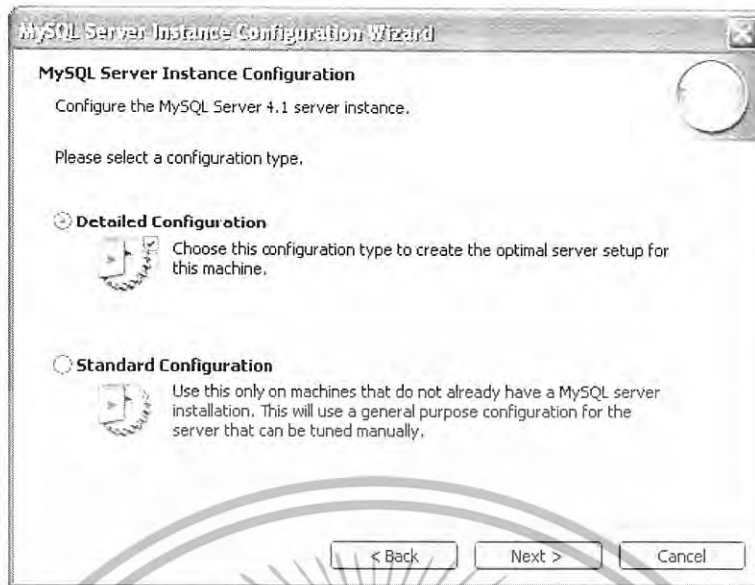 MySQL Server Instance Configuration Wizard
MySQL Server Instance Configuration
Configure the MySQL Server 4.1 server instance.
Please select a configuration type.
Detailed Configuration
Choose this configuration type to create the optimal server setup for
this machine.
Standard Configuration
Use this only on machines that do not already have a MySQL server
installation. This will use a general purpose configuration for the
server that can be tuned manually.
< Back
Next >
Cancel